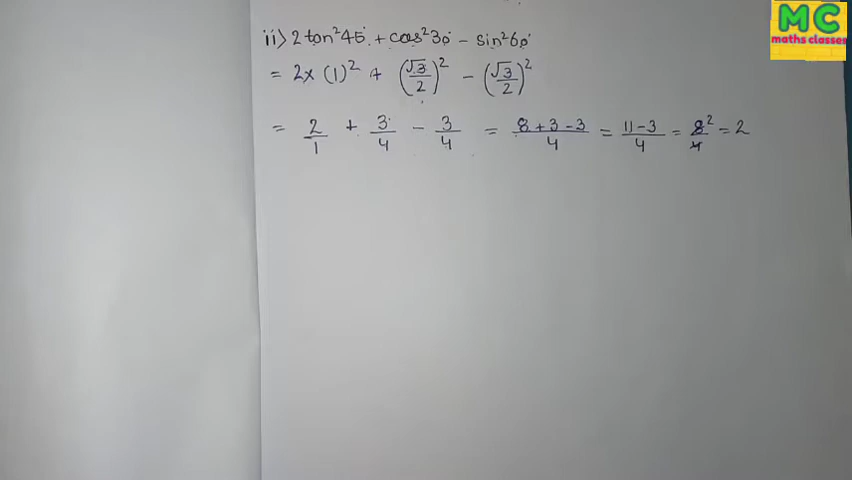 MC
maths classes
ii) 2 tan²45° + cos²30° - sin²60°
= 2x (1)² + (√3/2)² - (√3/2)²
= 2/1 + 3/4 - 3/4 = 8+3-3/4 = 11-3/4 = 8²/4 = 2